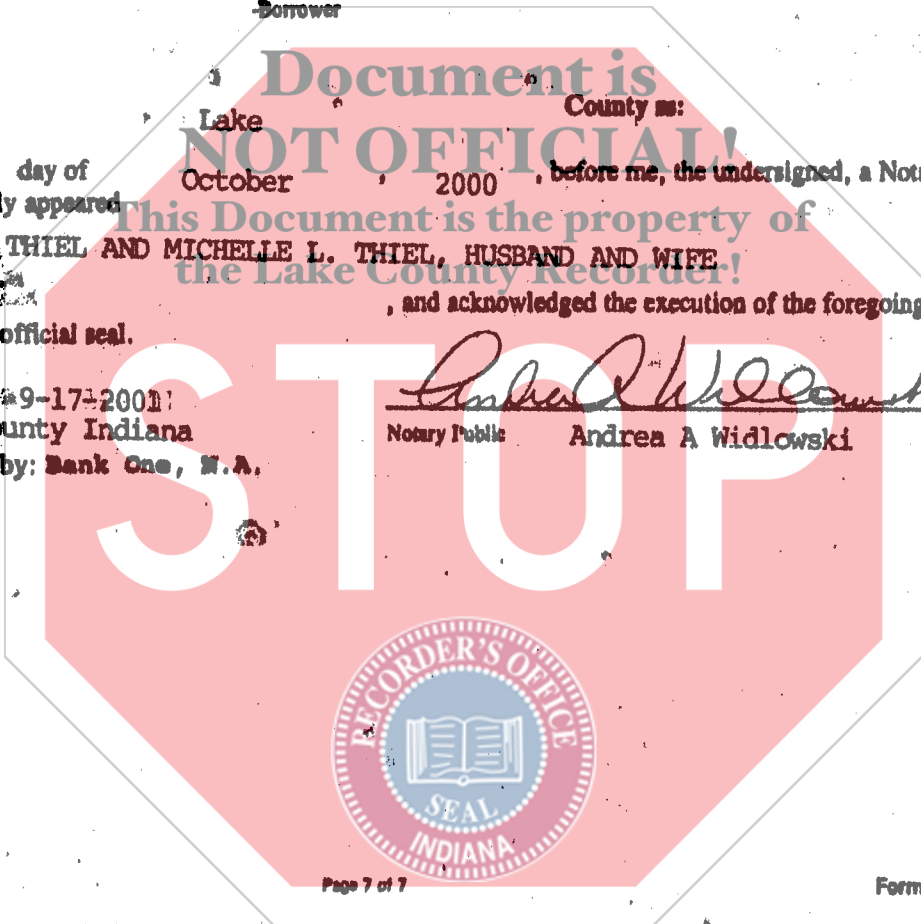 -Borrower
Document is
Lake County ss:
NOT OFFICIAL!
day of October , 2000 , before me, the undersigned, a Not
ly appeared
This Document is the property of
THIEL AND MICHELLE L. THIEL, HUSBAND AND WIFE
the Lake County Recorder!
, and acknowledged the execution of the foregoing
official seal.
STOP
9-17-2001
unty Indiana
Notary Public Andrea A Widlowski
by: Bank One, N.A.
RECORDER'S OFFICE
SEAL
INDIANA
Page 7 of 7 Form